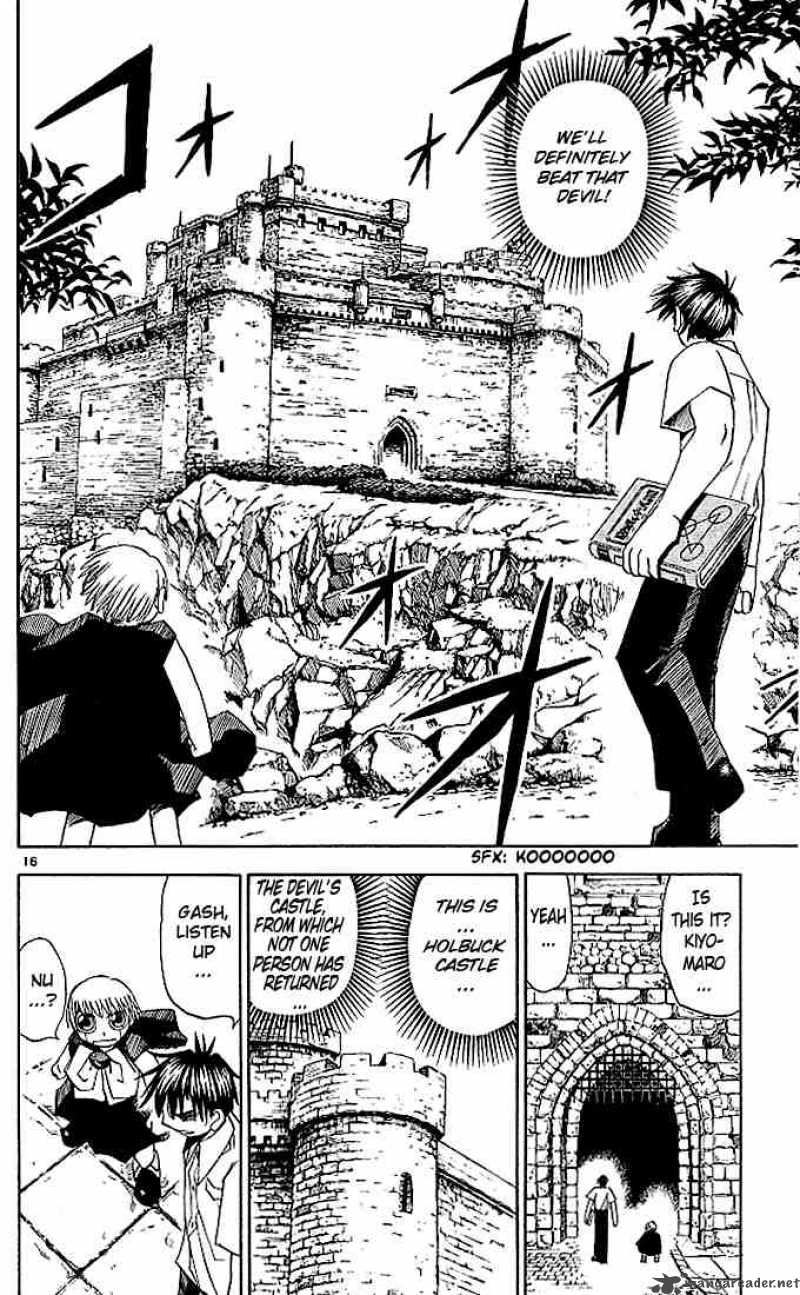 WE'LL
DEFINITELY
BEAT THAT
DEVIL!
SFX: KOOOOOOO
16
IS
THIS IT?
KIYO-
MARO
...
YEAH
...
THIS IS
...
HOLBUCK
CASTLE
...
THE DEVIL'S
CASTLE,
FROM WHICH
NOT ONE
PERSON HAS
RETURNED
...
GASH,
LISTEN
UP
...
NU
...?
mangareader.net